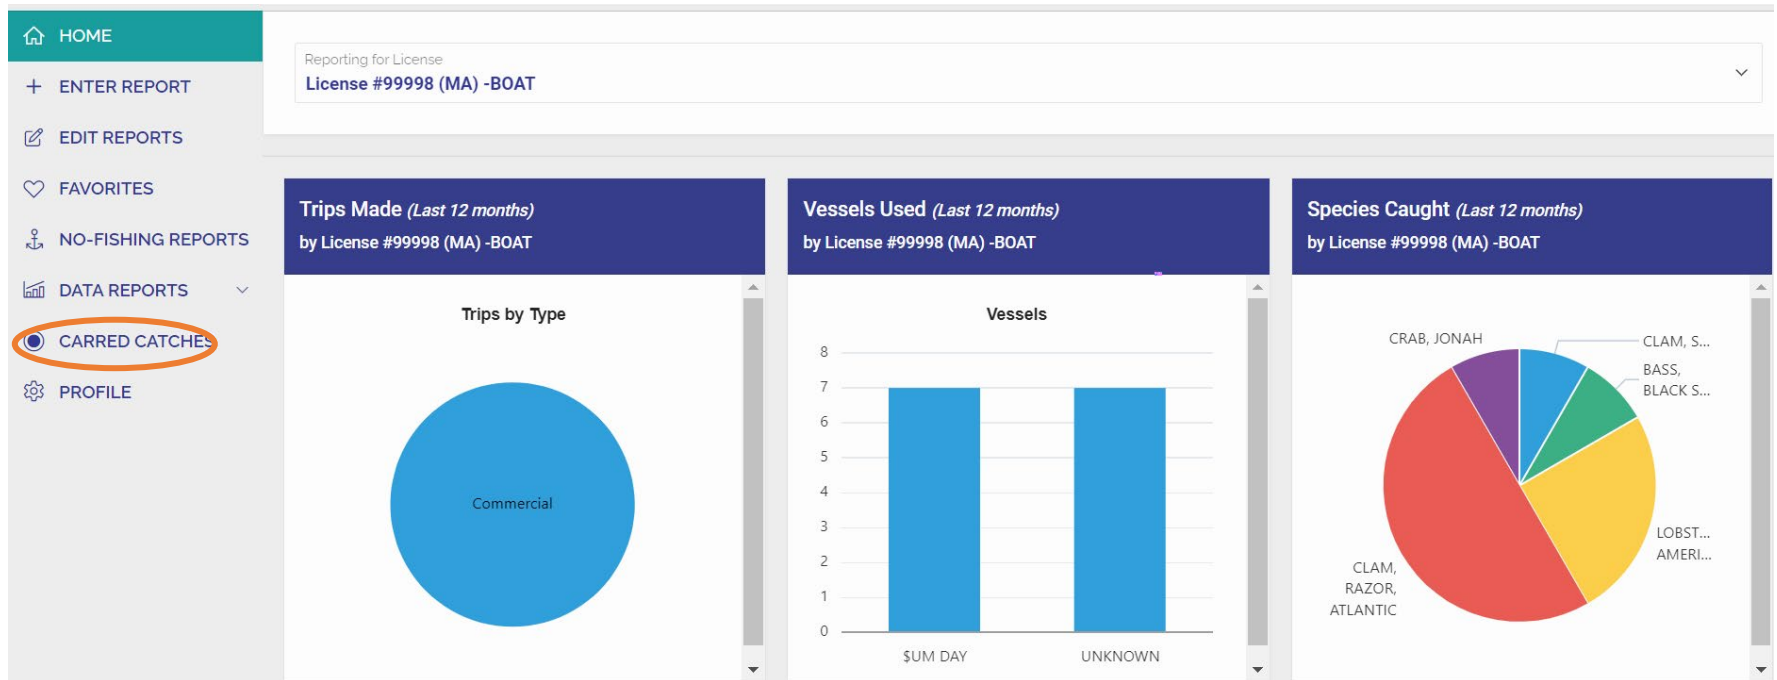 HOME
ENTER REPORT
EDIT REPORTS
FAVORITES
NO-FISHING REPORTS
DATA REPORTS
CARRED CATCHES
PROFILE
Reporting for License
License #99998 (MA) -BOAT
Trips Made (Last 12 months)
by License #99998 (MA) -BOAT
Trips by Type
Commercial
Vessels Used (Last 12 months)
by License #99998 (MA) -BOAT
Vessels
8
7
6
5
4
3
2
1
0
$UM DAY
UNKNOWN
Species Caught (Last 12 months)
by License #99998 (MA) -BOAT
CRAB, JONAH
CLAM, S...
BASS,
BLACK S...
LOBST...
AMERI...
CLAM,
RAZOR,
ATLANTIC